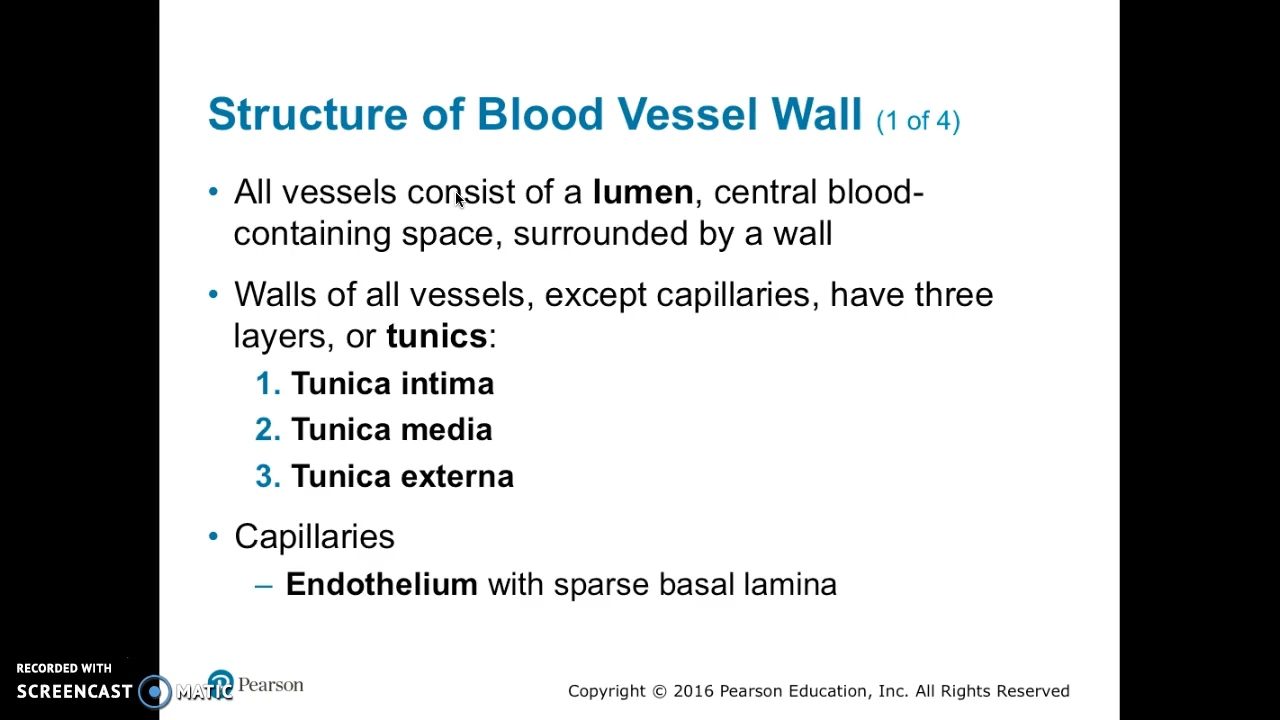 Structure of Blood Vessel Wall (1 of 4)
• All vessels consist of a lumen, central blood-
containing space, surrounded by a wall
• Walls of all vessels, except capillaries, have three
layers, or tunics:
1. Tunica intima
2. Tunica media
3. Tunica externa
• Capillaries
– Endothelium with sparse basal lamina
RECORDED WITH
SCREENCAST MATIC
Pearson
Copyright © 2016 Pearson Education, Inc. All Rights Reserved